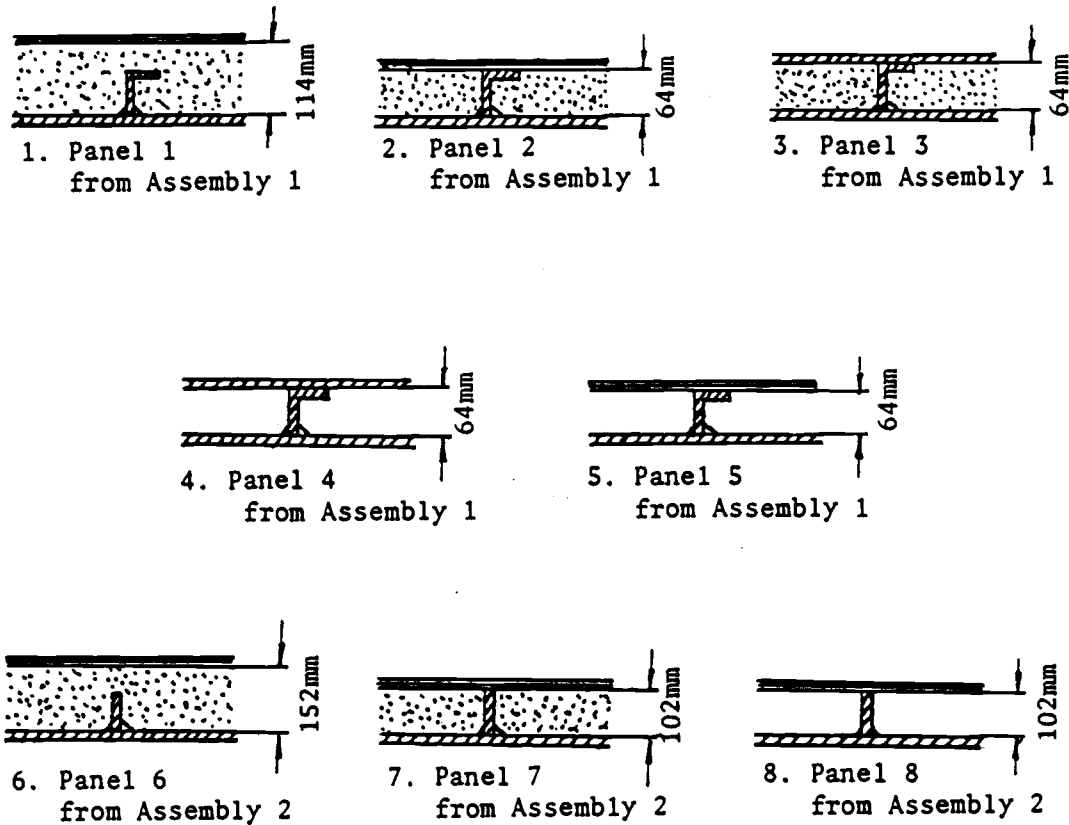 114mm
1. Panel 1
from Assembly 1
64mm
2. Panel 2
from Assembly 1
64mm
3. Panel 3
from Assembly 1
64mm
4. Panel 4
from Assembly 1
64mm
5. Panel 5
from Assembly 1
152mm
6. Panel 6
from Assembly 2
102mm
7. Panel 7
from Assembly 2
102mm
8. Panel 8
from Assembly 2